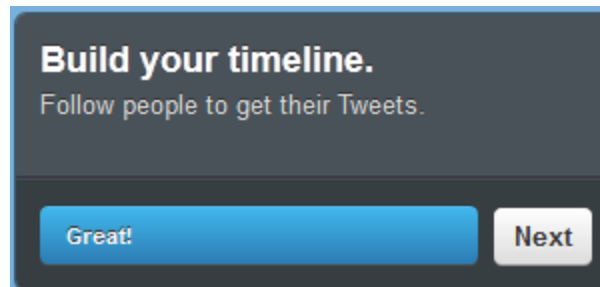 Build your timeline.
Follow people to get their Tweets.
Great!
Next